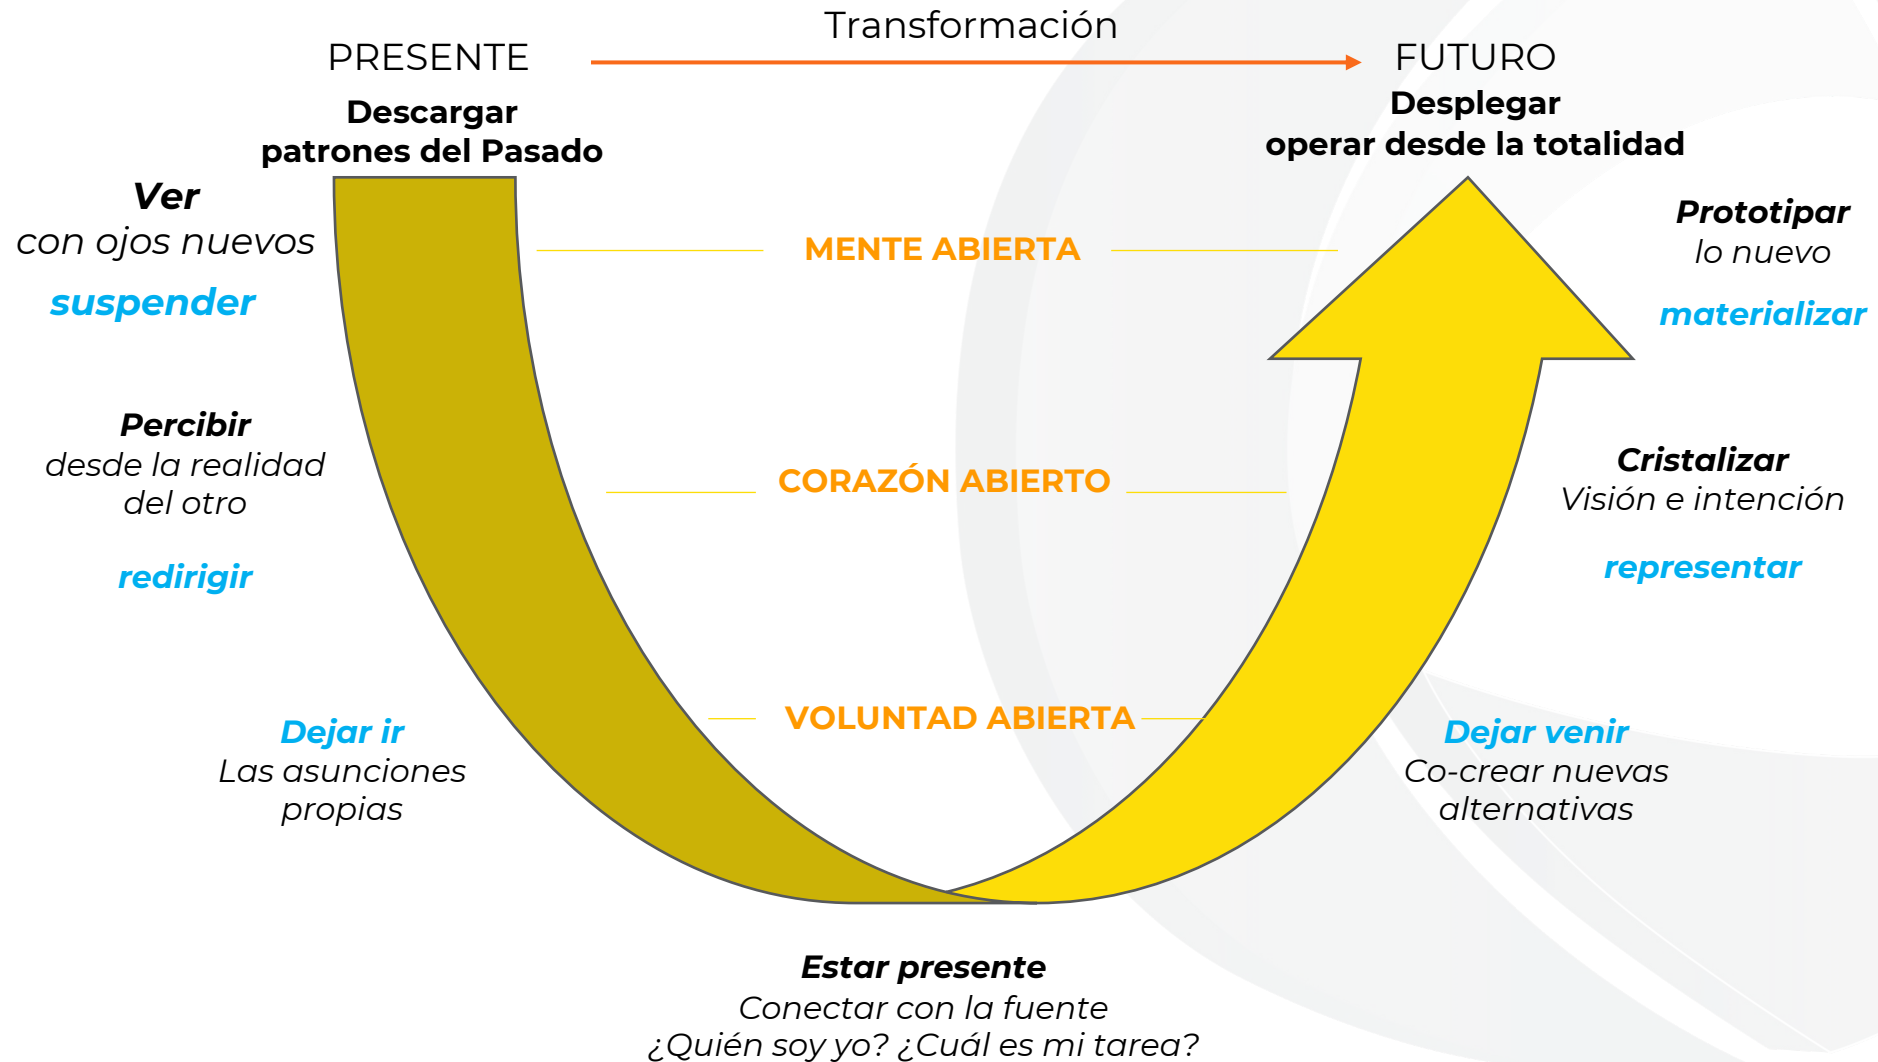 Transformación
PRESENTE
FUTURO
Descargar
patrones del Pasado
Desplegar
operar desde la totalidad
Ver
con ojos nuevos
suspender
MENTE ABIERTA
Prototipar
lo nuevo
materializar
Percibir
desde la realidad
del otro
redirigir
CORAZÓN ABIERTO
Cristalizar
Visión e intención
representar
Dejar ir
Las asunciones
propias
VOLUNTAD ABIERTA
Dejar venir
Co-crear nuevas
alternativas
Estar presente
Conectar con la fuente
¿Quién soy yo? ¿Cuál es mi tarea?